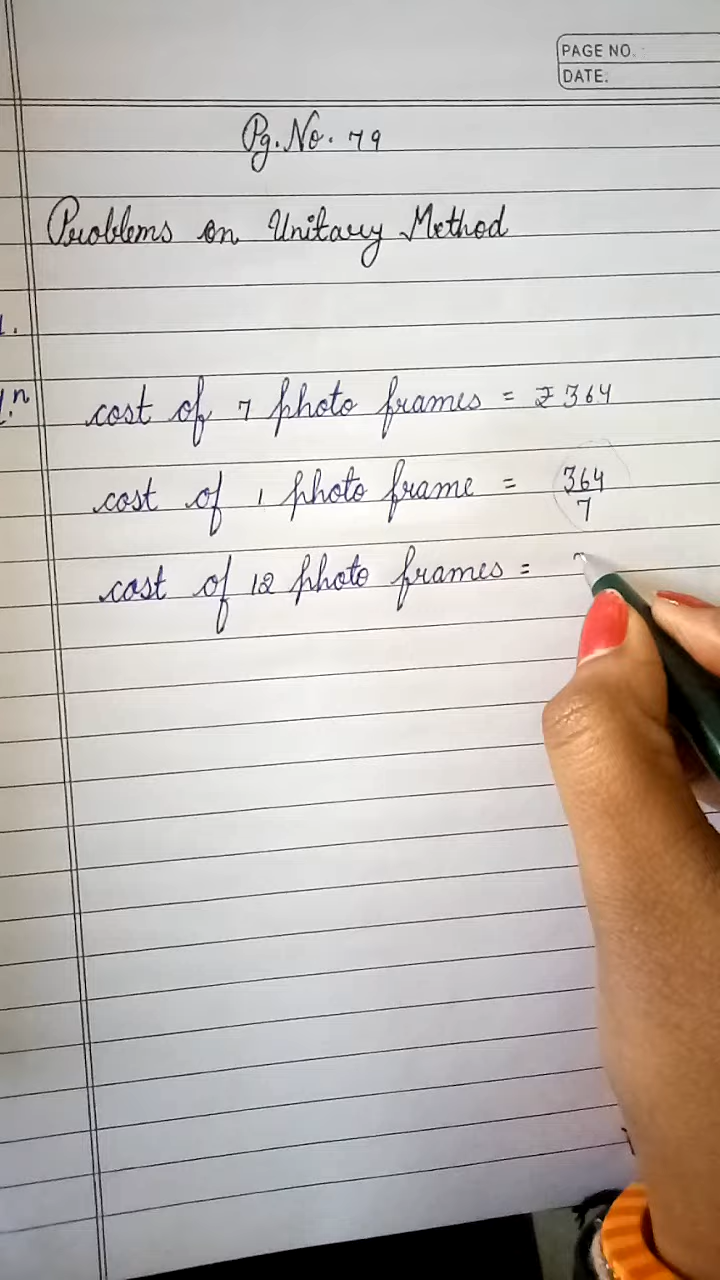 PAGE NO.
DATE:
Pg. No. 79
Problems on Unitary Method
1.
cost of 7 photo frames = ₹ 364
cost of 1 photo frame = 364/7
cost of 12 photo frames =